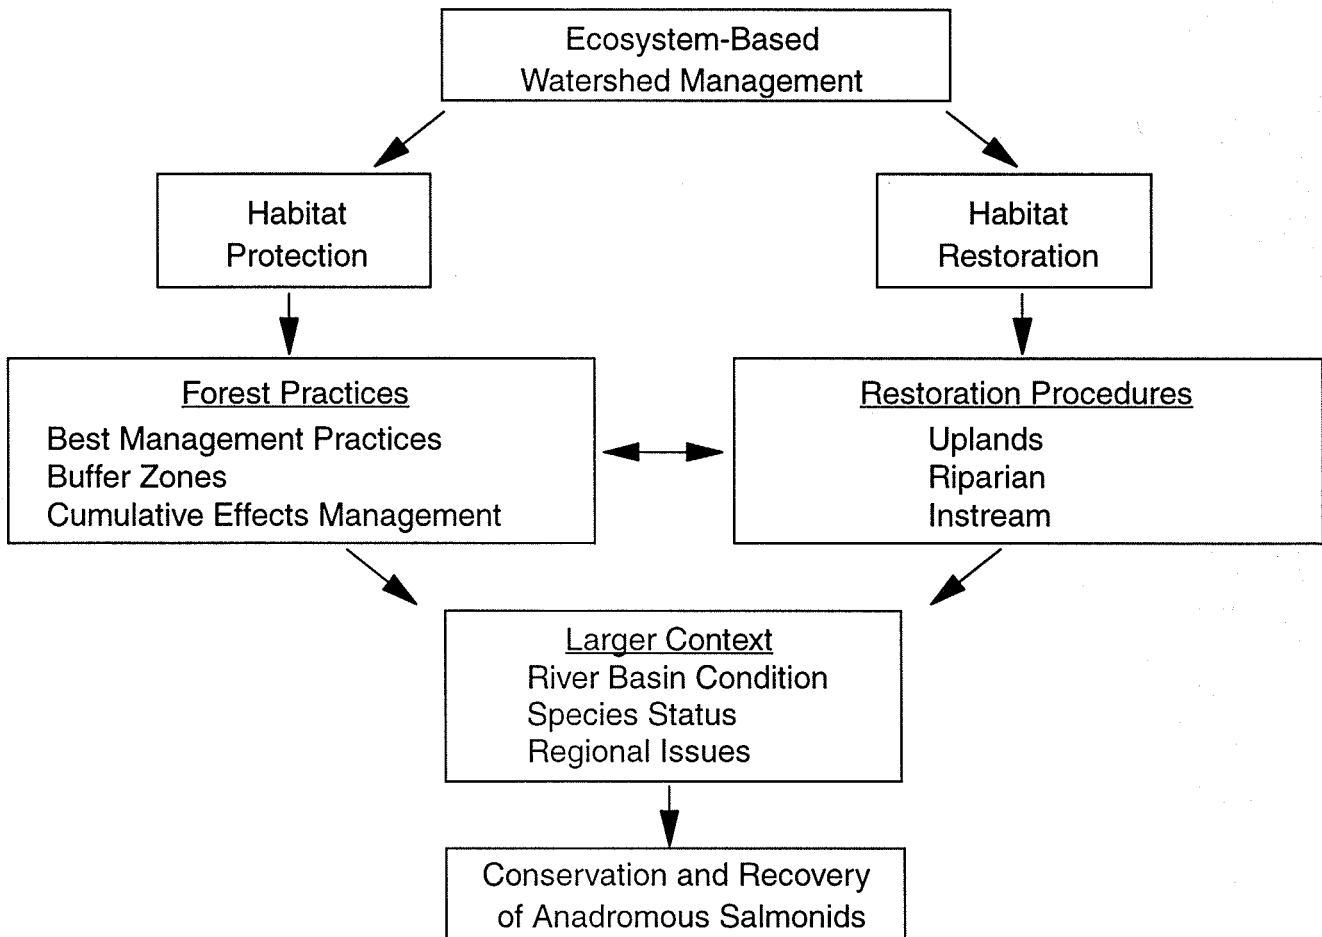 Ecosystem-Based
Watershed Management
Habitat
Protection
Habitat
Restoration
Forest Practices
Best Management Practices
Buffer Zones
Cumulative Effects Management
Restoration Procedures
Uplands
Riparian
Instream
Larger Context
River Basin Condition
Species Status
Regional Issues
Conservation and Recovery
of Anadromous Salmonids